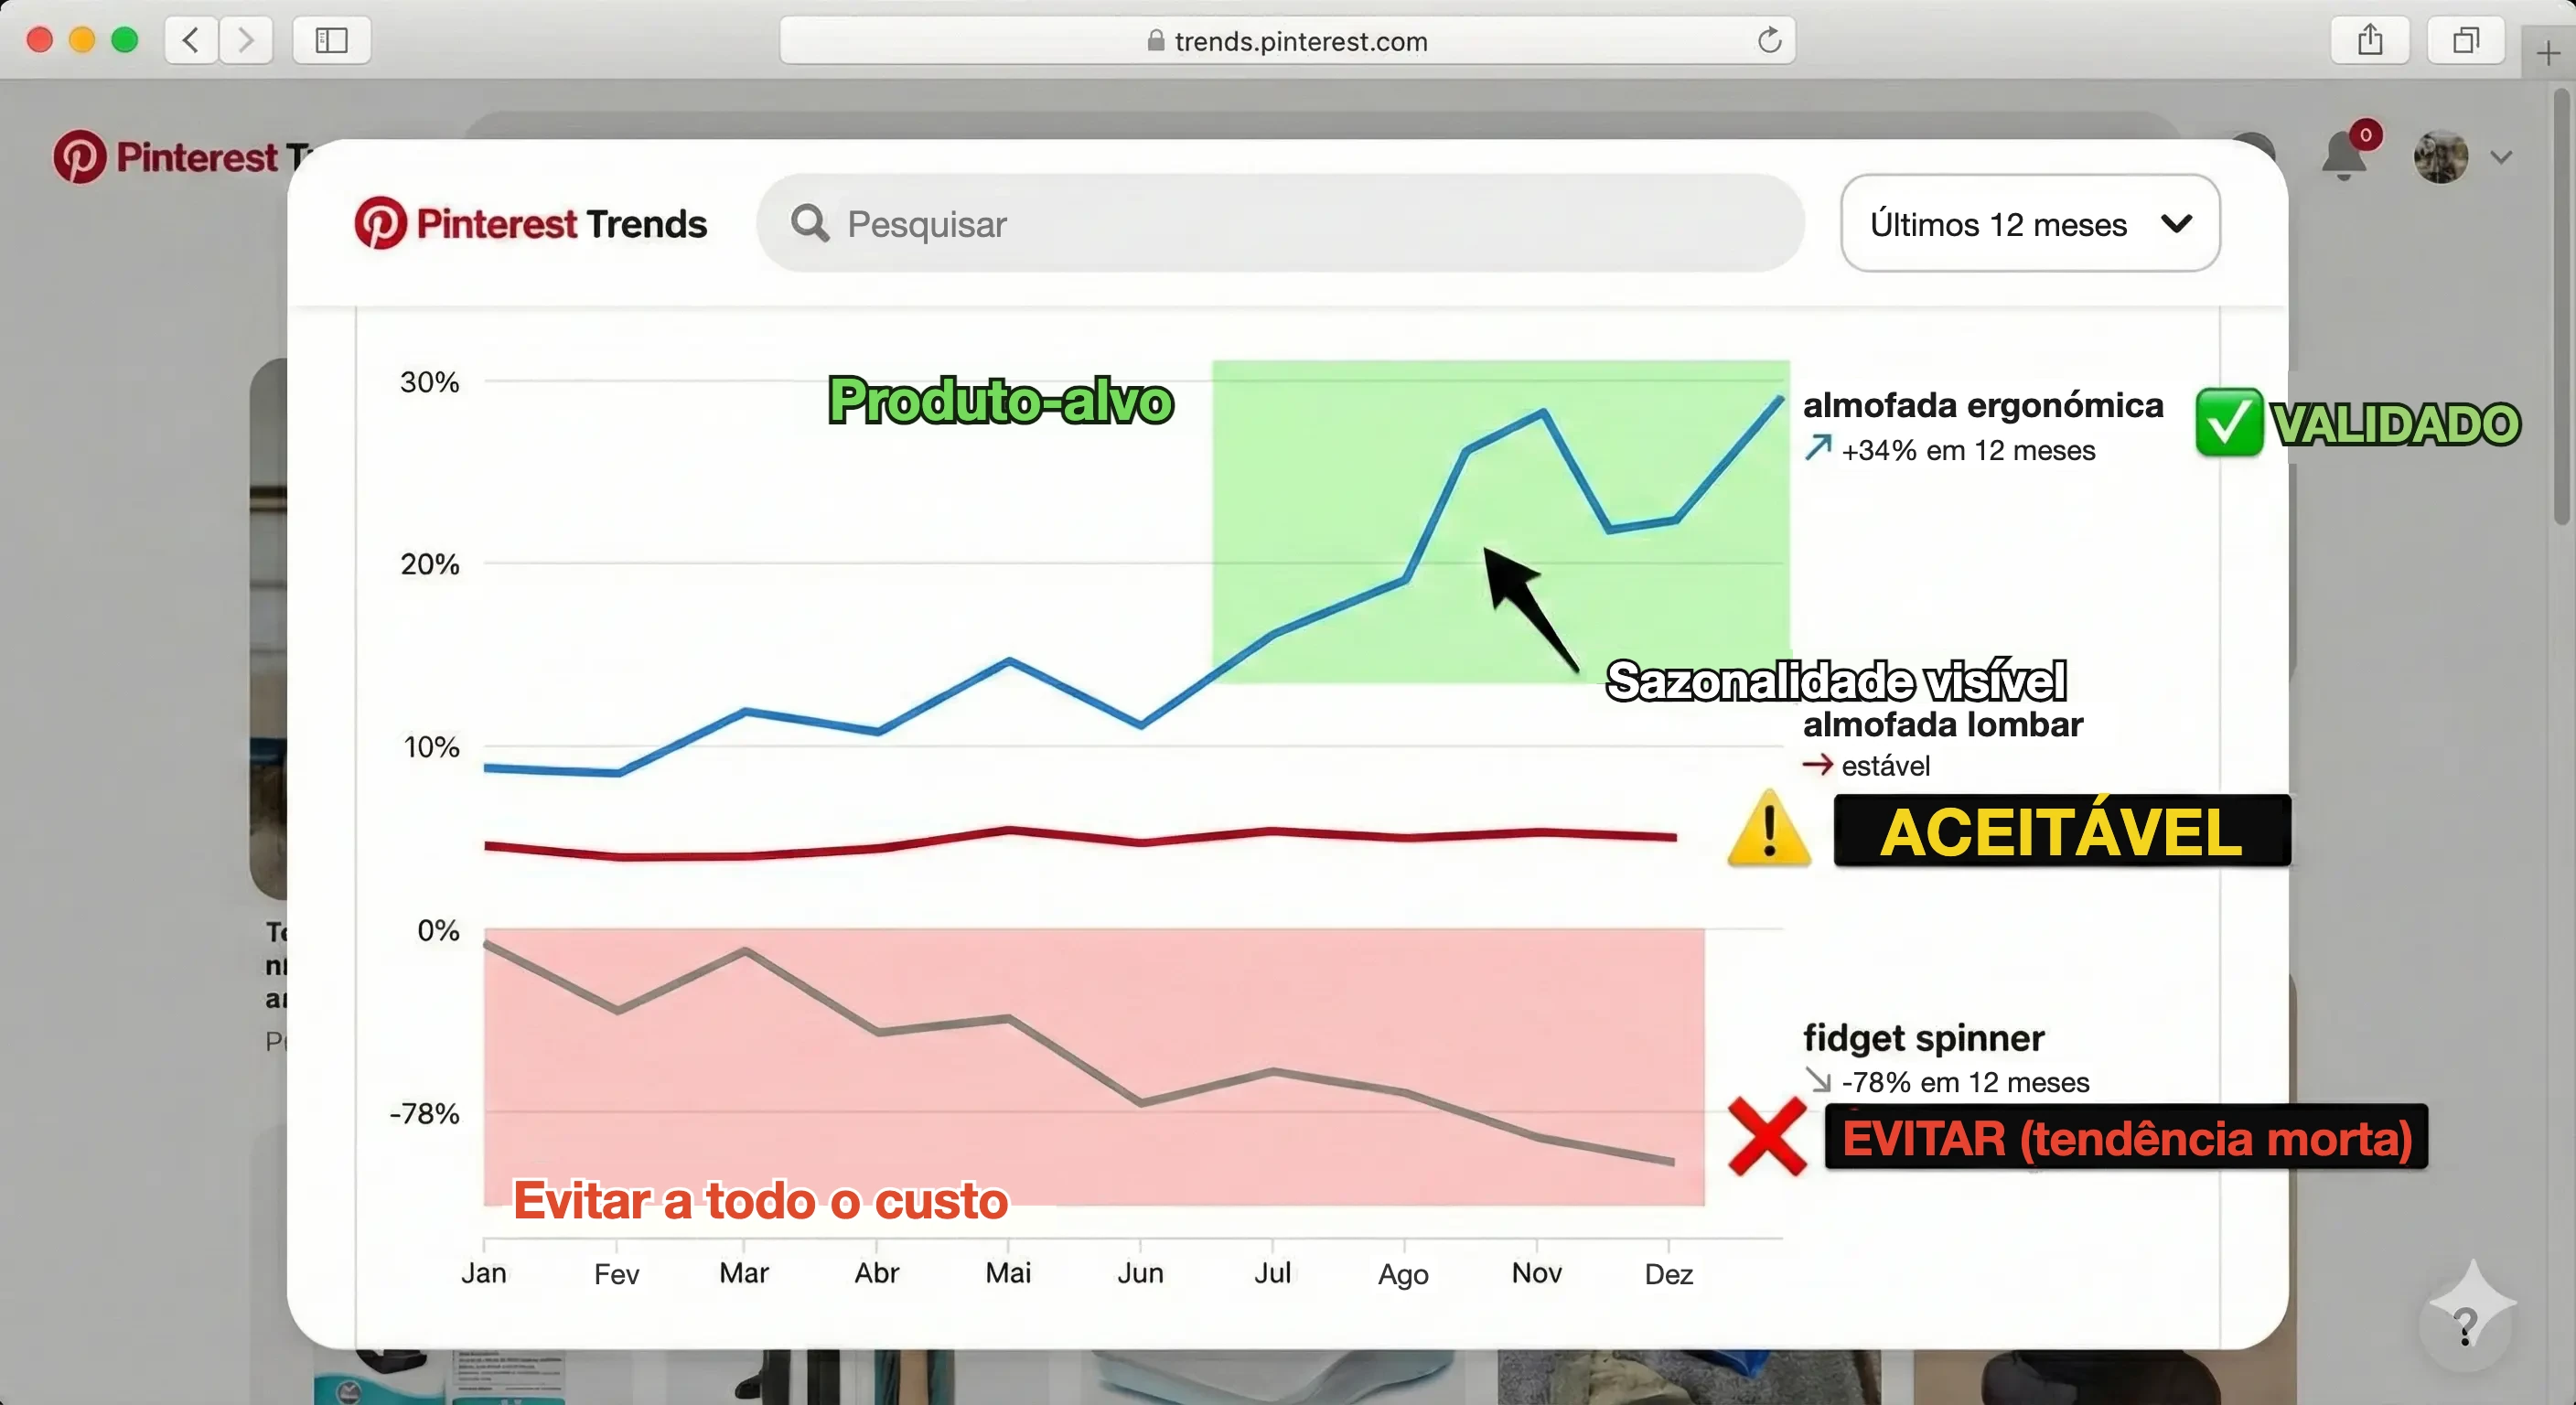 trends.pinterest.com
Pinterest T
0
Pinterest Trends
Pesquisar
Últimos 12 meses
30%
20%
10%
0%
-78%
Produto-alvo
almofada ergonómica
+34% em 12 meses
VALIDADO
Sazonalidade visível
almofada lombar
estável
ACEITÁVEL
fidget spinner
-78% em 12 meses
EVITAR (tendência morta)
Evitar a todo o custo
Jan Fev Mar Abr Mai Jun Jul Ago Nov Dez
?